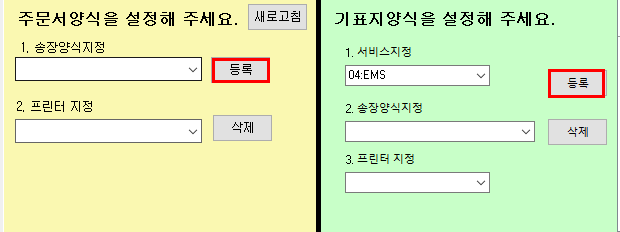 주문서양식을 설정해 주세요.
새로고침
1. 송장양식지정
등록
2. 프린터 지정
삭제
기표지양식을 설정해 주세요.
1. 서비스지정
04:EMS
등록
2. 송장양식지정
삭제
3. 프린터 지정